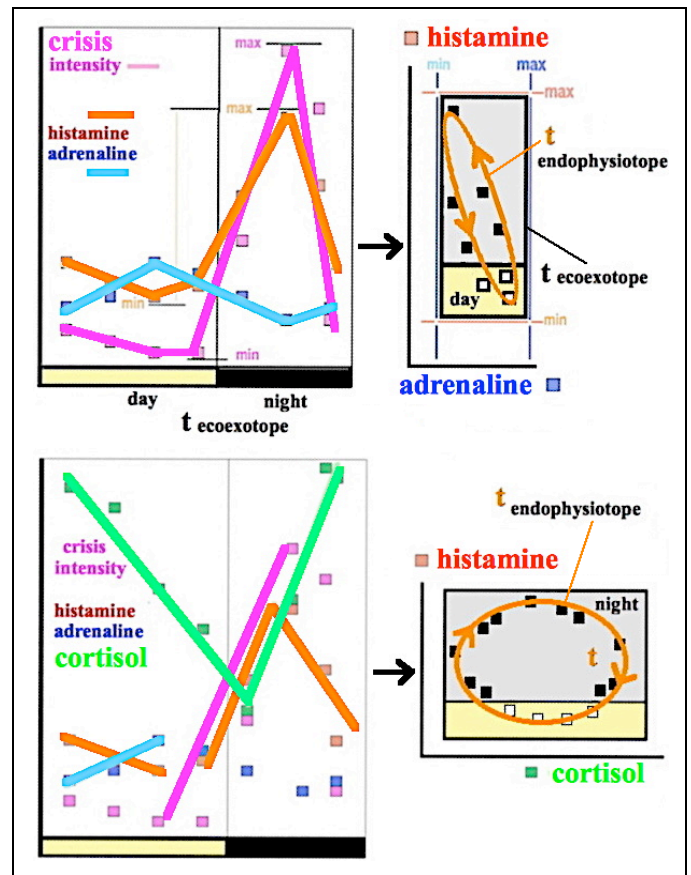 crisis
intensity
max
max
histamine
adrenaline
min
min
day
night
t ecoexotope
histamine
min
max
max
t
endophysiotope
t ecoexotope
day
min
adrenaline
crisis
intensity
histamine
adrenaline
cortisol
t endophysiotope
histamine
night
t
cortisol